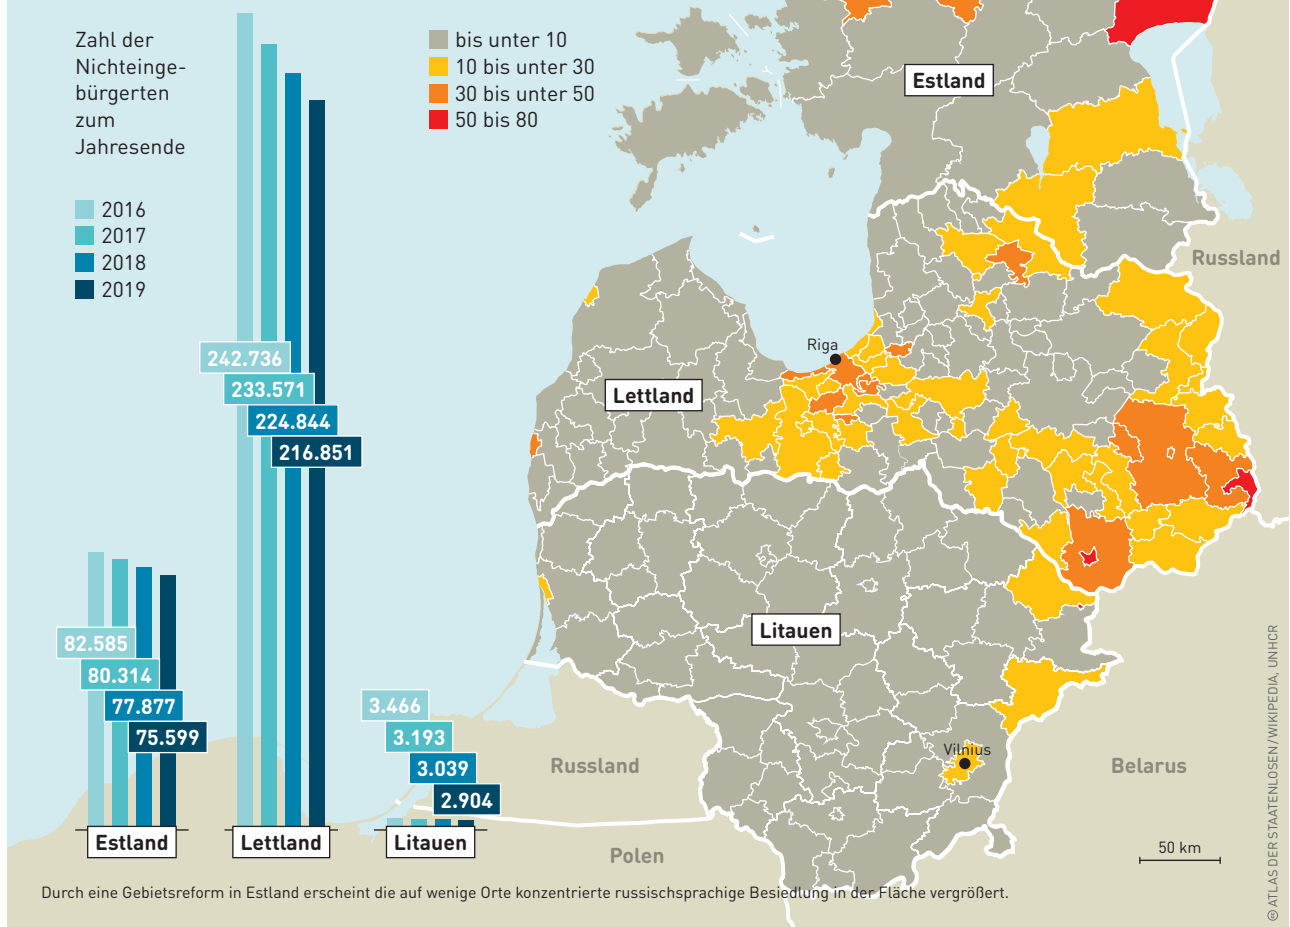 Zahl der
Nichteinge-
bürgerten
zum
Jahresende
2016
2017
2018
2019
bis unter 10
10 bis unter 30
30 bis unter 50
50 bis 80
242.736
233.571
224.844
216.851
82.585
80.314
77.877
75.599
3.466
3.193
3.039
2.904
Estland
Lettland
Litauen
Estland
Russland
Riga
Lettland
Litauen
Vilnius
Russland
Belarus
Polen
50 km
Durch eine Gebietsreform in Estland erscheint die auf wenige Orte konzentrierte russischsprachige Besiedlung in der Fläche vergrößert.
© ATLAS DER STAATENLOSEN/WIKIPEDIA, UNHCR